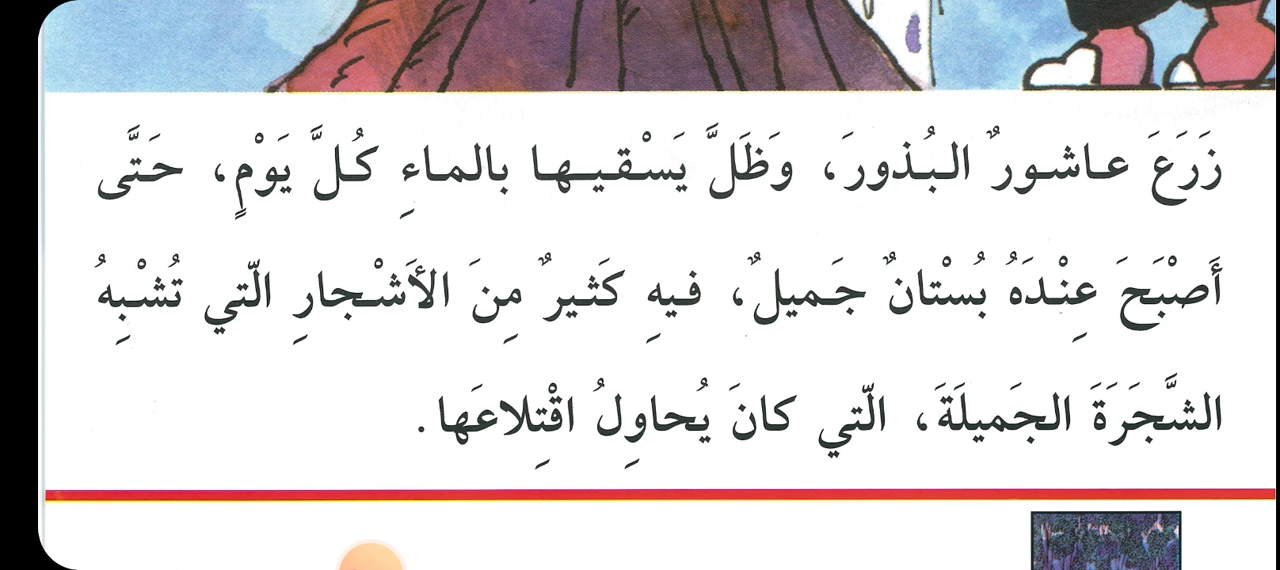 زَرَعَ عاشورٌ البُذورَ، وَظَلَّ يَسْقيها بالماءِ كُلَّ يَوْمٍ، حَتَّى
أَصْبَحَ عِنْدَهُ بُسْتانٌ جَميلٌ، فيهِ كَثيرٌ مِنَ الأَشْجارِ الّتي تُشْبِهُ
الشَّجَرَةَ الجَميلَةَ، الّتي كانَ يُحاوِلُ اقْتِلاعَها.